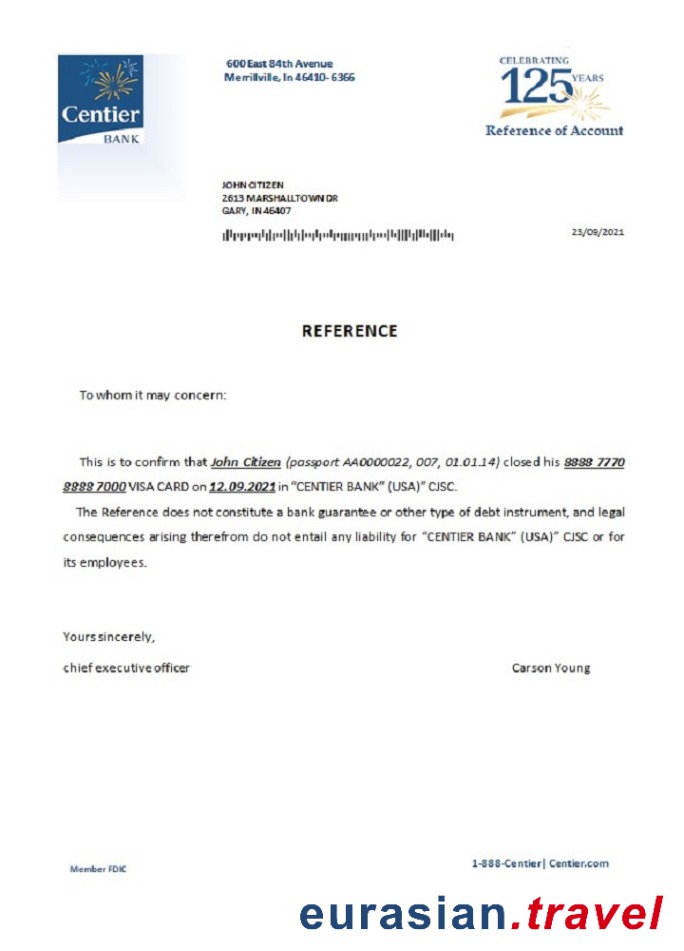 Centier
BANK
600 East 84th Avenue
Merrillville, In 46410- 6366
CELEBRATING
125 YEARS
Reference of Account
JOHN CITIZEN
2613 MARSHALLTOWN DR
GARY, IN 46407
23/09/2021
REFERENCE
To whom it may concern:
This is to confirm that John Citizen (passport AA0000022, 007, 01.01.14) closed his 8888 7770
8888 7000 VISA CARD on 12.09.2021 in "CENTIER BANK" (USA)" CJSC.
The Reference does not constitute a bank guarantee or other type of debt instrument, and legal
consequences arising therefrom do not entail any liability for "CENTIER BANK" (USA)" CJSC or for
its employees.
Yours sincerely,
chief executive officer Carson Young
Member FDIC
1-888-Centier| Centier.com
eurasian.travel